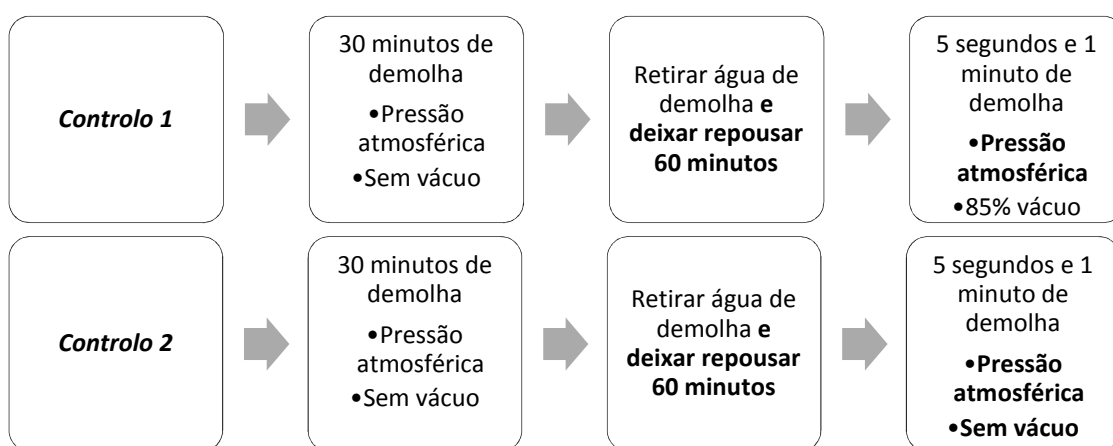 Controlo 1
30 minutos de
demolha
•Pressão
atmosférica
•Sem vácuo
Retirar água de
demolha e
deixar repousar
60 minutos
5 segundos e 1
minuto de
demolha
•Pressão
atmosférica
•85% vácuo
Controlo 2
30 minutos de
demolha
•Pressão
atmosférica
•Sem vácuo
Retirar água de
demolha e
deixar repousar
60 minutos
5 segundos e 1
minuto de
demolha
•Pressão
atmosférica
•Sem vácuo